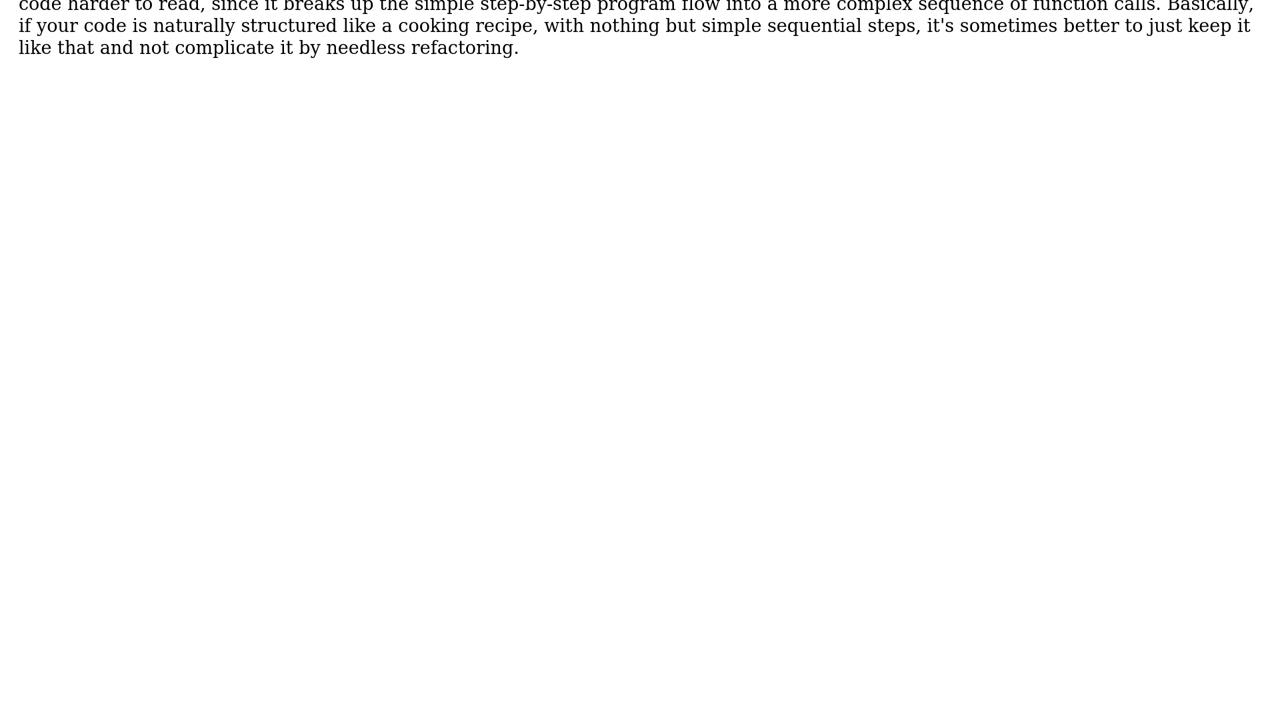 code harder to read, since it breaks up the simple step-by-step program flow into a more complex sequence of function calls. Basically,
if your code is naturally structured like a cooking recipe, with nothing but simple sequential steps, it's sometimes better to just keep it
like that and not complicate it by needless refactoring.